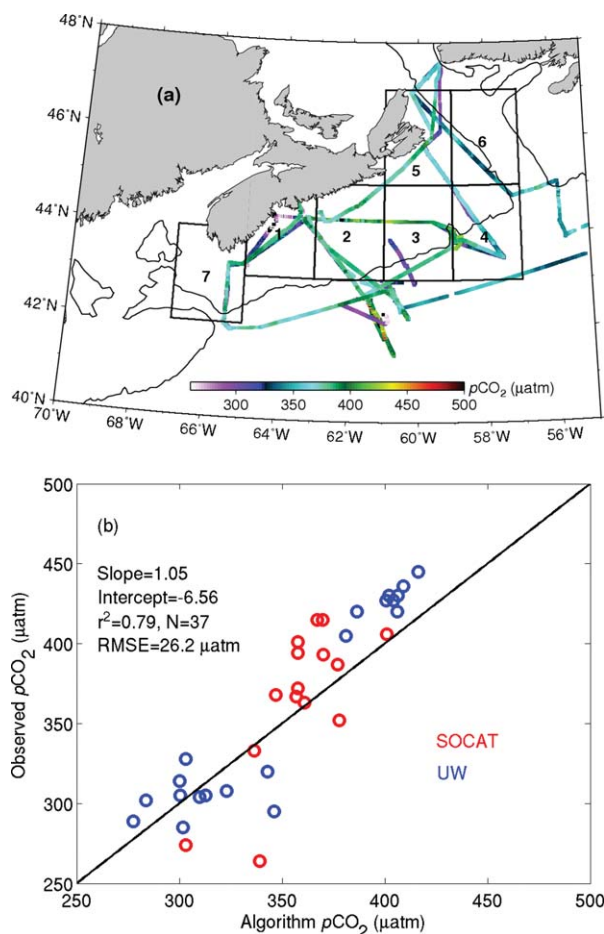 48°N
(a)
46°N
6
5
44°N
1
2
3
4
7
42°N
pCO₂ (µatm)
300 350 400 450 500
40°N
70°W
68°W
66°W
64°W
62°W
60°W
58°W
56°W
500
(b)
450
Slope=1.05
Intercept=-6.56
r²=0.79, N=37
RMSE=26.2 µatm
400
Observed pCO₂ (µatm)
350
SOCAT
UW
300
250
250 300 350 400 450 500
Algorithm pCO₂ (µatm)